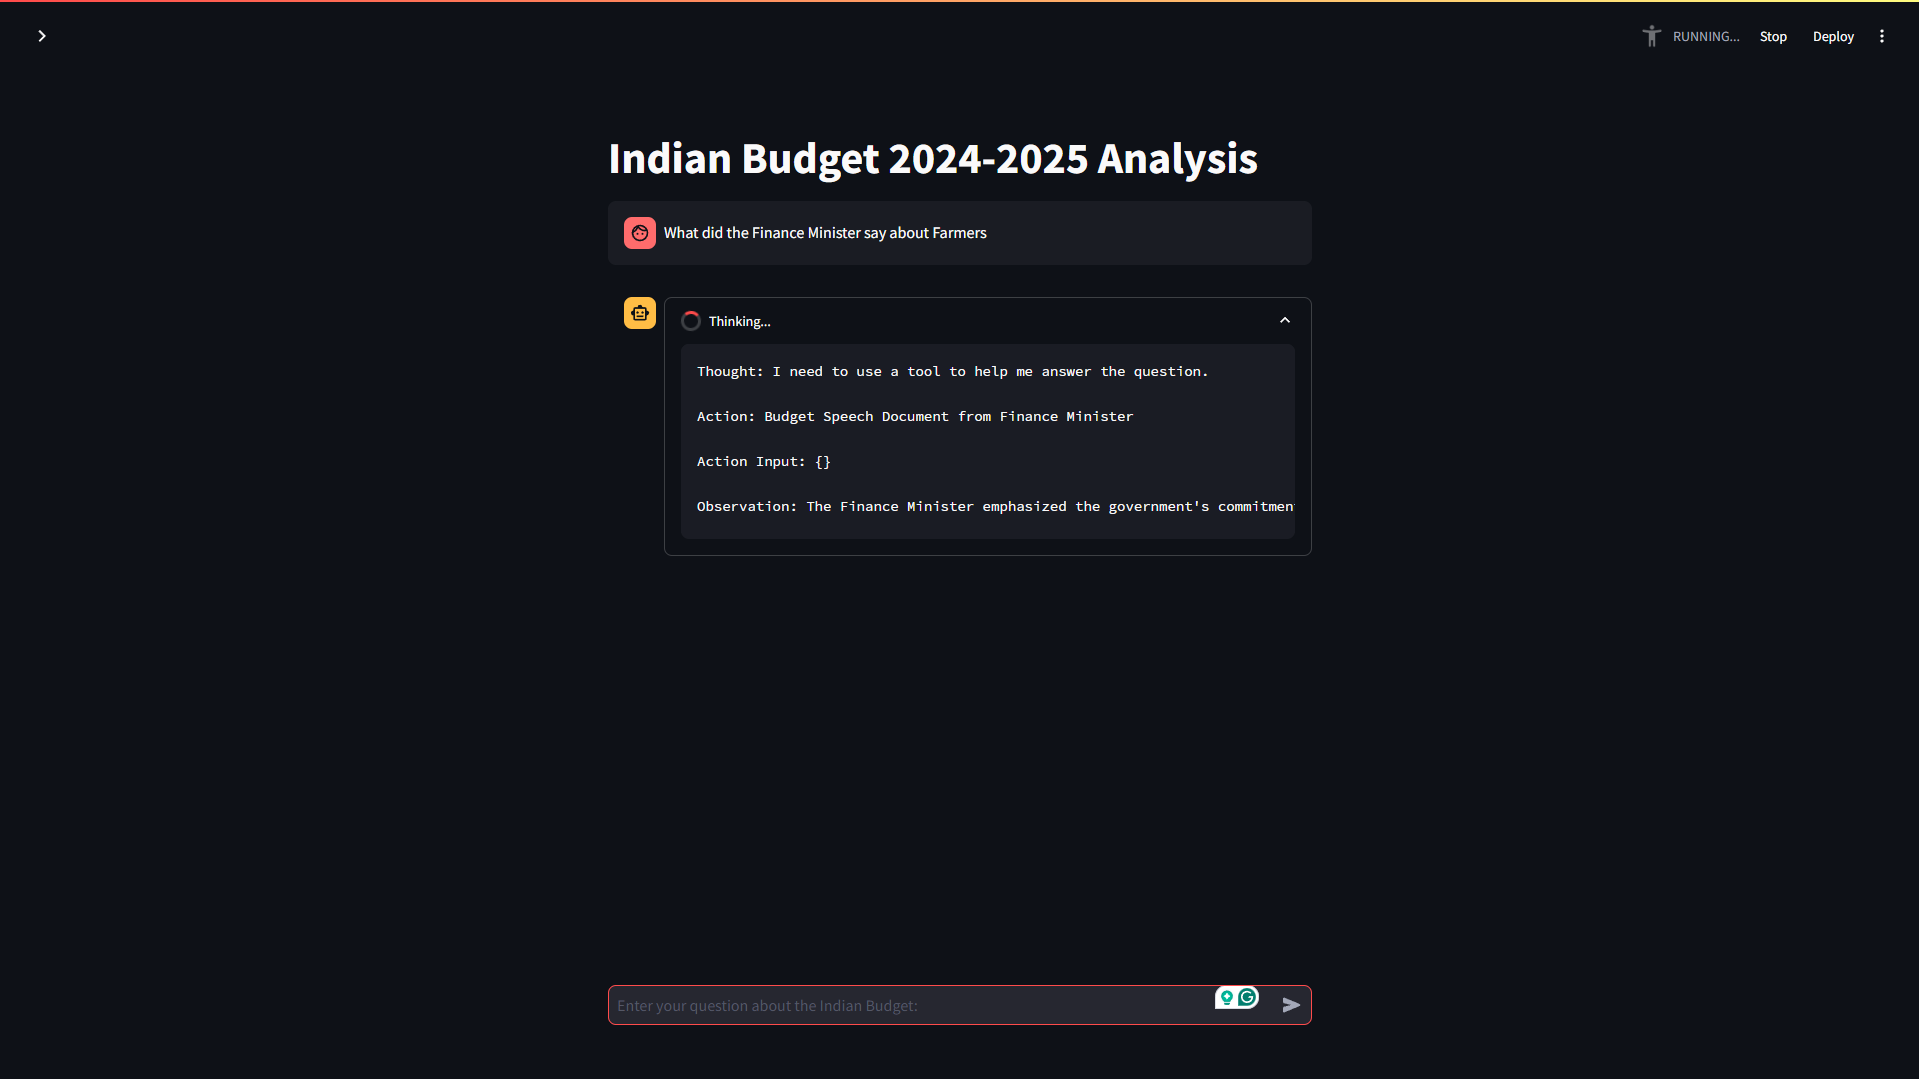 RUNNING...
Stop
Deploy
Indian Budget 2024-2025 Analysis
What did the Finance Minister say about Farmers
Thinking...
Thought: I need to use a tool to help me answer the question.
Action: Budget Speech Document from Finance Minister
Action Input: {}
Observation: The Finance Minister emphasized the government's commitmen
Enter your question about the Indian Budget: